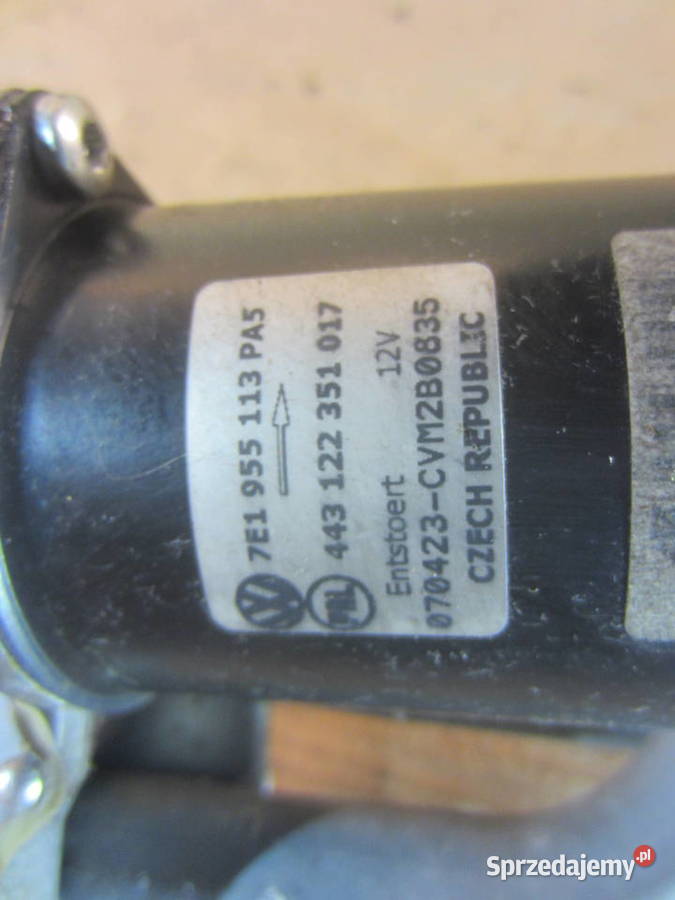 7E1 955 113 PA5
443 122 351 017
Entstoert 12V
070423-CVM2B0835
CZECH REPUBLIC
Sprzedajemy.pl